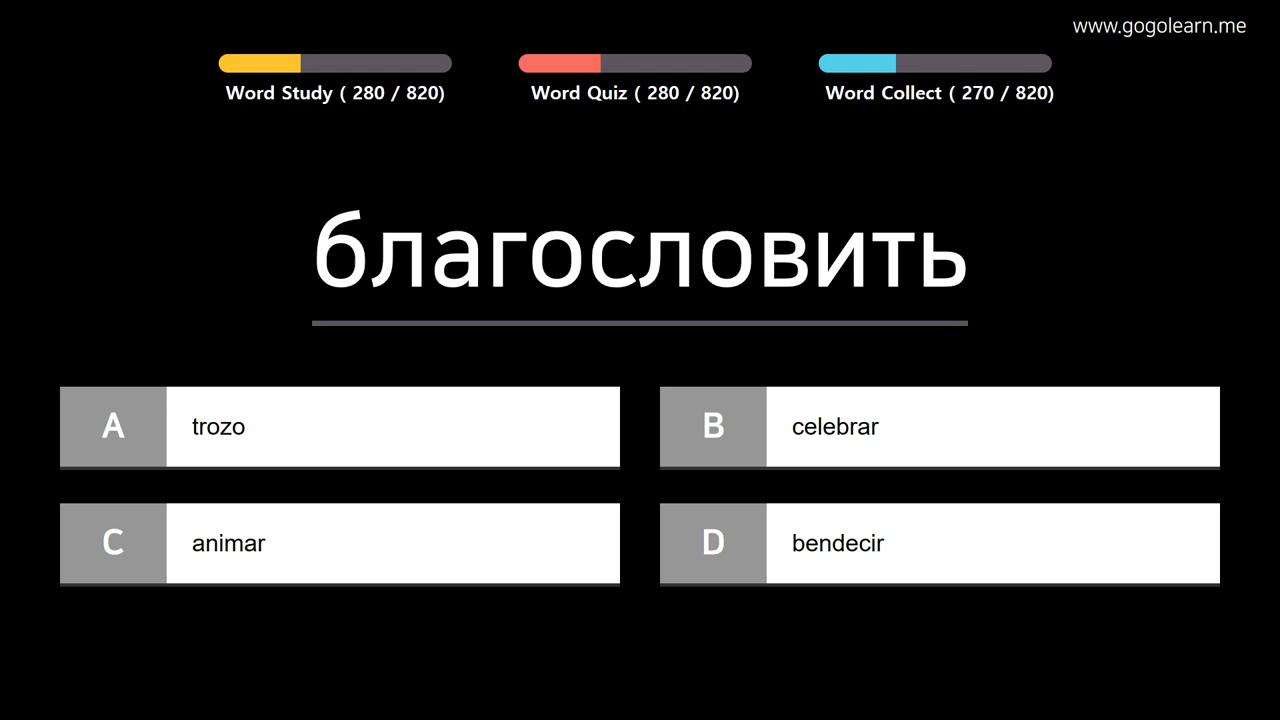 www.gogolearn.me
Word Study ( 280 / 820)
Word Quiz ( 280 / 820)
Word Collect ( 270 / 820)
благословить
A
trozo
B
celebrar
C
animar
D
bendecir